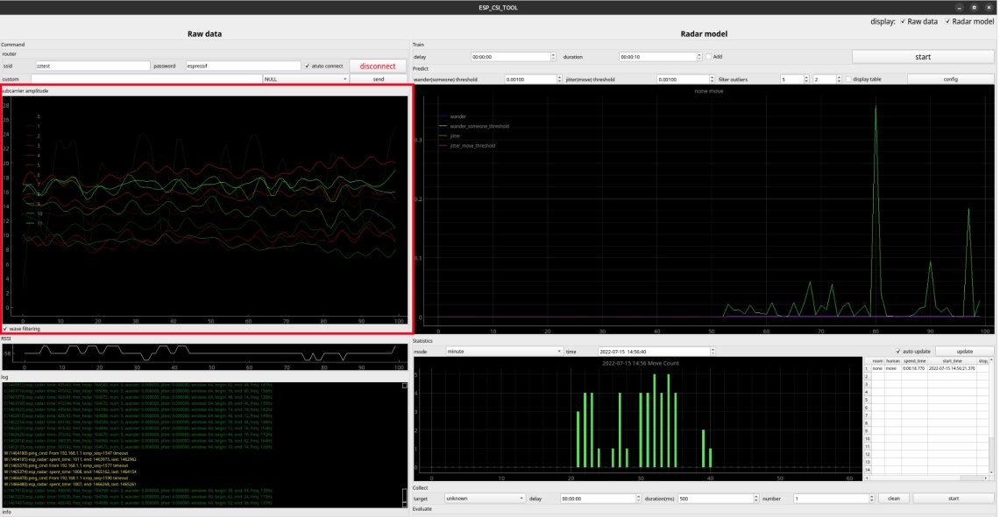 ESP_CSI_TOOL
display: Raw data Radar model
Raw data
Command
router
ssid zztest password espressif atuto connect disconnect
custom NULL send
subcarrier amplitude
28
26
24
22
20
18
16
14
12
10
8
6
4
2
0
0
1
2
3
4
5
6
7
8
9
10
11
0 10 20 30 40 50 60 70 80 90 100
wave filtering
RSSI
-58
0 10 20 30 40 50 60 70 80 90 100
log
W (1464180) ping_cmd: From 192.168.1.1 icmp_seq=1547 timeout
W (1464185) esp_radar: spent_time: 1011, end: 1463973, last: 1462962
W (1465370) ping_cmd: From 192.168.1.1 icmp_seq=1577 timeout
W (1465374) esp_radar: spent_time: 1008, end: 1465162, last: 1464154
W (1466478) ping_cmd: From 192.168.1.1 icmp_seq=1590 timeout
W (1466480) esp_radar: spent_time: 1007, end: 1466268, last: 1465261
info
Radar model
Train
delay 00:00:00 duration 00:00:10 Add start
Predict
wander(someone) threshold 0.00100 jitter(move) threshold 0.00100 filter outliers 5 2 display table config
none move
wander
wander_someone_threshold
jitter
jitter_move_threshold
0.3
0.2
0.1
0
0 10 20 30 40 50 60 70 80 90 100
Statistics
mode minute time 2022-07-15 14:56:40 auto update update
2022-07-15 14:56 Move Count
5
4
3
2
1
0
0 10 20 30 40 50 60
room human spend_time start_time stop_
1 none move 0:08:18.770 2022-07-15 14:56:21.370
2
3
4
5
6
7
8
9
10
11
12
13
14
Collect
target unknown delay 00:00:00 duration(ms) 500 number 1 clean start
Evaluate